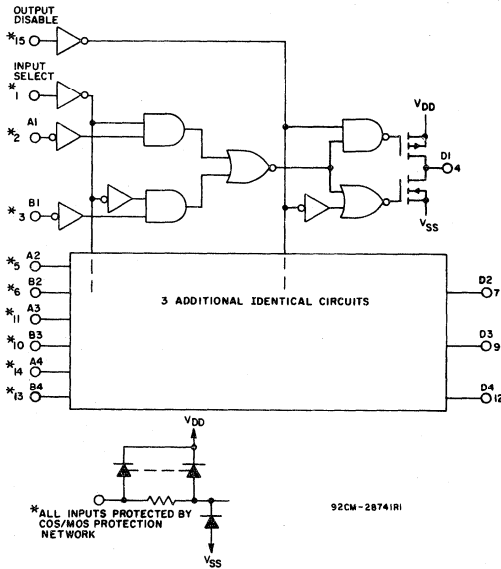 OUTPUT
DISABLE
*15
INPUT
SELECT
*1
A1
*2
B1
*3
VDD
D1
4
VSS
*5 A2
*6 B2
*11 A3
*10 B3
*14 A4
*13 B4
3 ADDITIONAL IDENTICAL CIRCUITS
D2
7
D3
9
D4
12
VDD
*ALL INPUTS PROTECTED BY
COS/MOS PROTECTION
NETWORK
VSS
92CM-28741R1